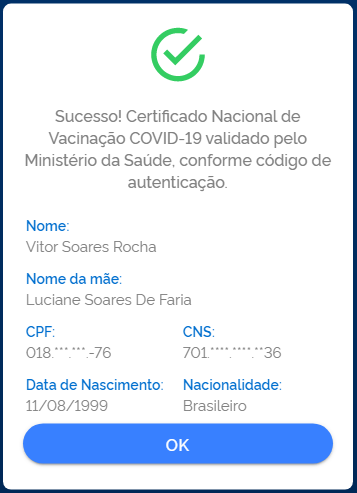 Sucesso! Certificado Nacional de
Vacinação COVID-19 validado pelo
Ministério da Saúde, conforme código de
autenticação.
Nome:
Vitor Soares Rocha
Nome da mãe:
Luciane Soares De Faria
CPF: CNS:
018.***.***.-76 701.****.****.**36
Data de Nascimento: Nacionalidade:
11/08/1999 Brasileiro
OK